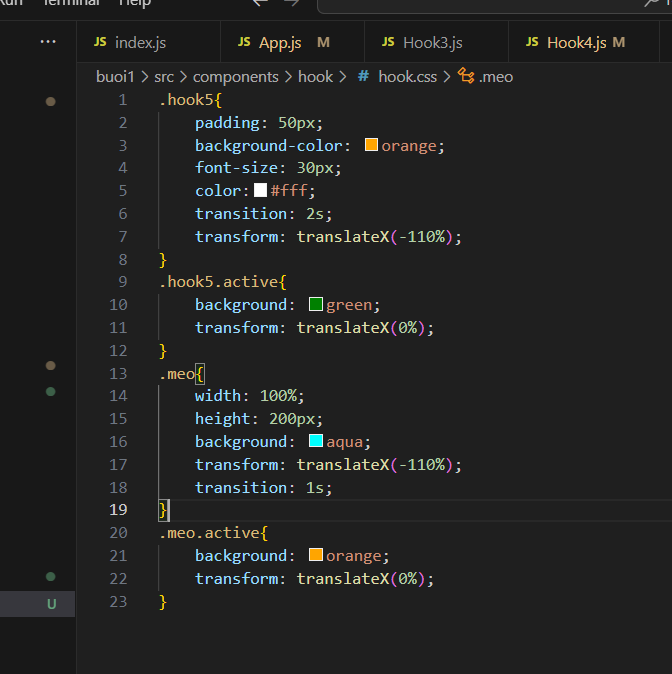 Terminal Help
JS index.js JS App.js M JS Hook3.js JS Hook4.js M
buoi1 > src > components > hook > # hook.css > .meo
1 .hook5{
2 padding: 50px;
3 background-color: orange;
4 font-size: 30px;
5 color: #fff;
6 transition: 2s;
7 transform: translateX(-110%);
8 }
9 .hook5.active{
10 background: green;
11 transform: translateX(0%);
12 }
13 .meo{
14 width: 100%;
15 height: 200px;
16 background: aqua;
17 transform: translateX(-110%);
18 transition: 1s;
19 }
20 .meo.active{
21 background: orange;
22 transform: translateX(0%);
23 }
U